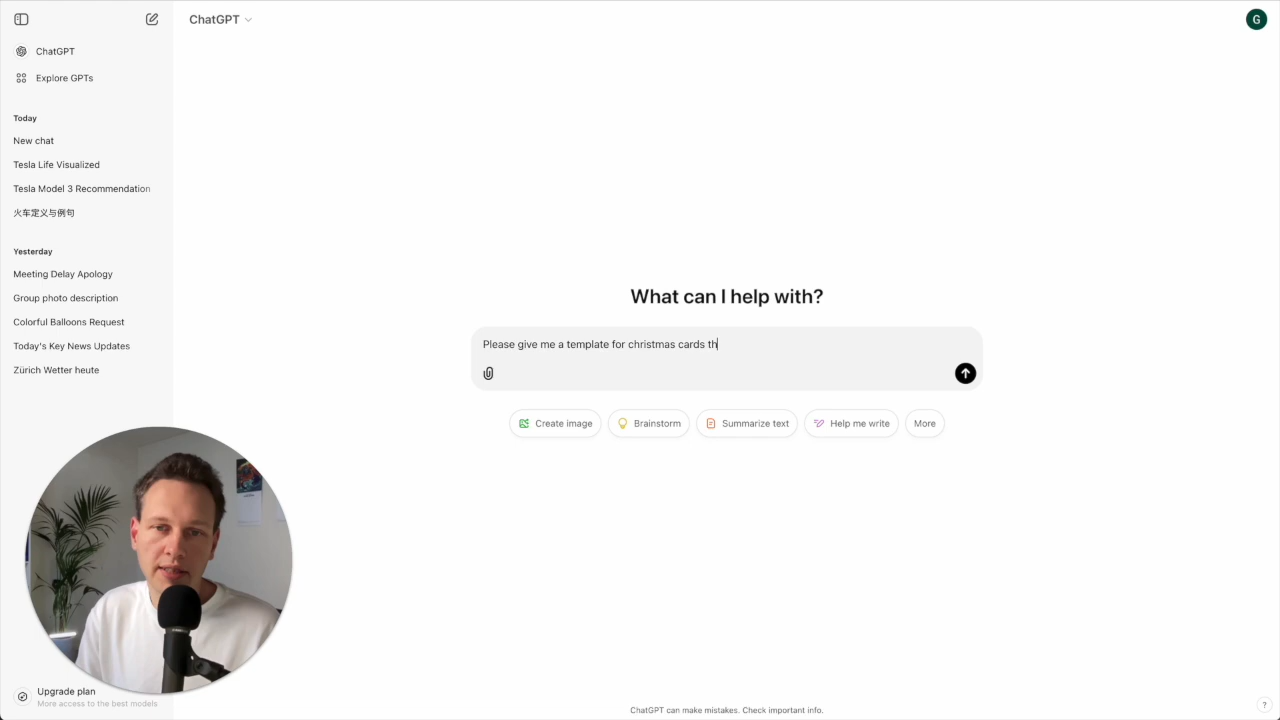 ChatGPT
ChatGPT
Explore GPTs
Today
New chat
Tesla Life Visualized
Tesla Model 3 Recommendation
火车定义与例句
Yesterday
Meeting Delay Apology
Group photo description
Colorful Balloons Request
Today's Key News Updates
Zürich Wetter heute
Upgrade plan
More access to the best models
G
What can I help with?
Please give me a template for christmas cards th
Create image
Brainstorm
Summarize text
Help me write
More
ChatGPT can make mistakes. Check important info.
?